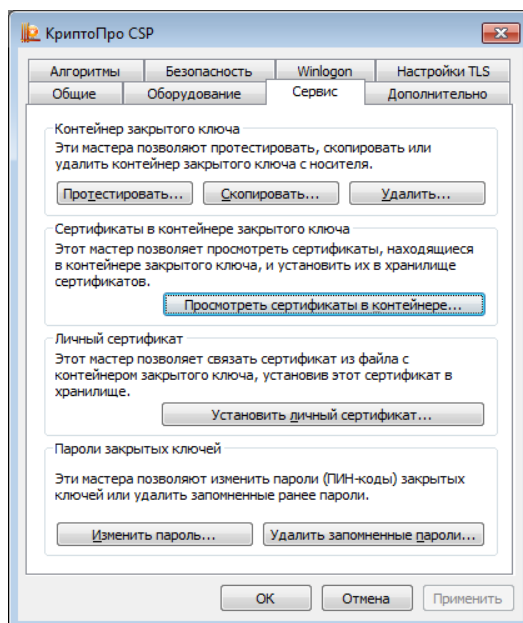 КриптоПро CSP
Алгоритмы Безопасность Winlogon Настройки TLS
Общие Оборудование Сервис Дополнительно
Контейнер закрытого ключа
Эти мастера позволяют протестировать, скопировать или
удалить контейнер закрытого ключа с носителя.
Протестировать... Скопировать... Удалить...
Сертификаты в контейнере закрытого ключа
Этот мастер позволяет просмотреть сертификаты, находящиеся
в контейнере закрытого ключа, и установить их в хранилище
сертификатов.
Просмотреть сертификаты в контейнере...
Личный сертификат
Этот мастер позволяет связать сертификат из файла с
контейнером закрытого ключа, установив этот сертификат в
хранилище.
Установить личный сертификат...
Пароли закрытых ключей
Эти мастера позволяют изменить пароли (ПИН-коды) закрытых
ключей или удалить запомненные ранее пароли.
Изменить пароль... Удалить запомненные пароли...
ОК Отмена Применить